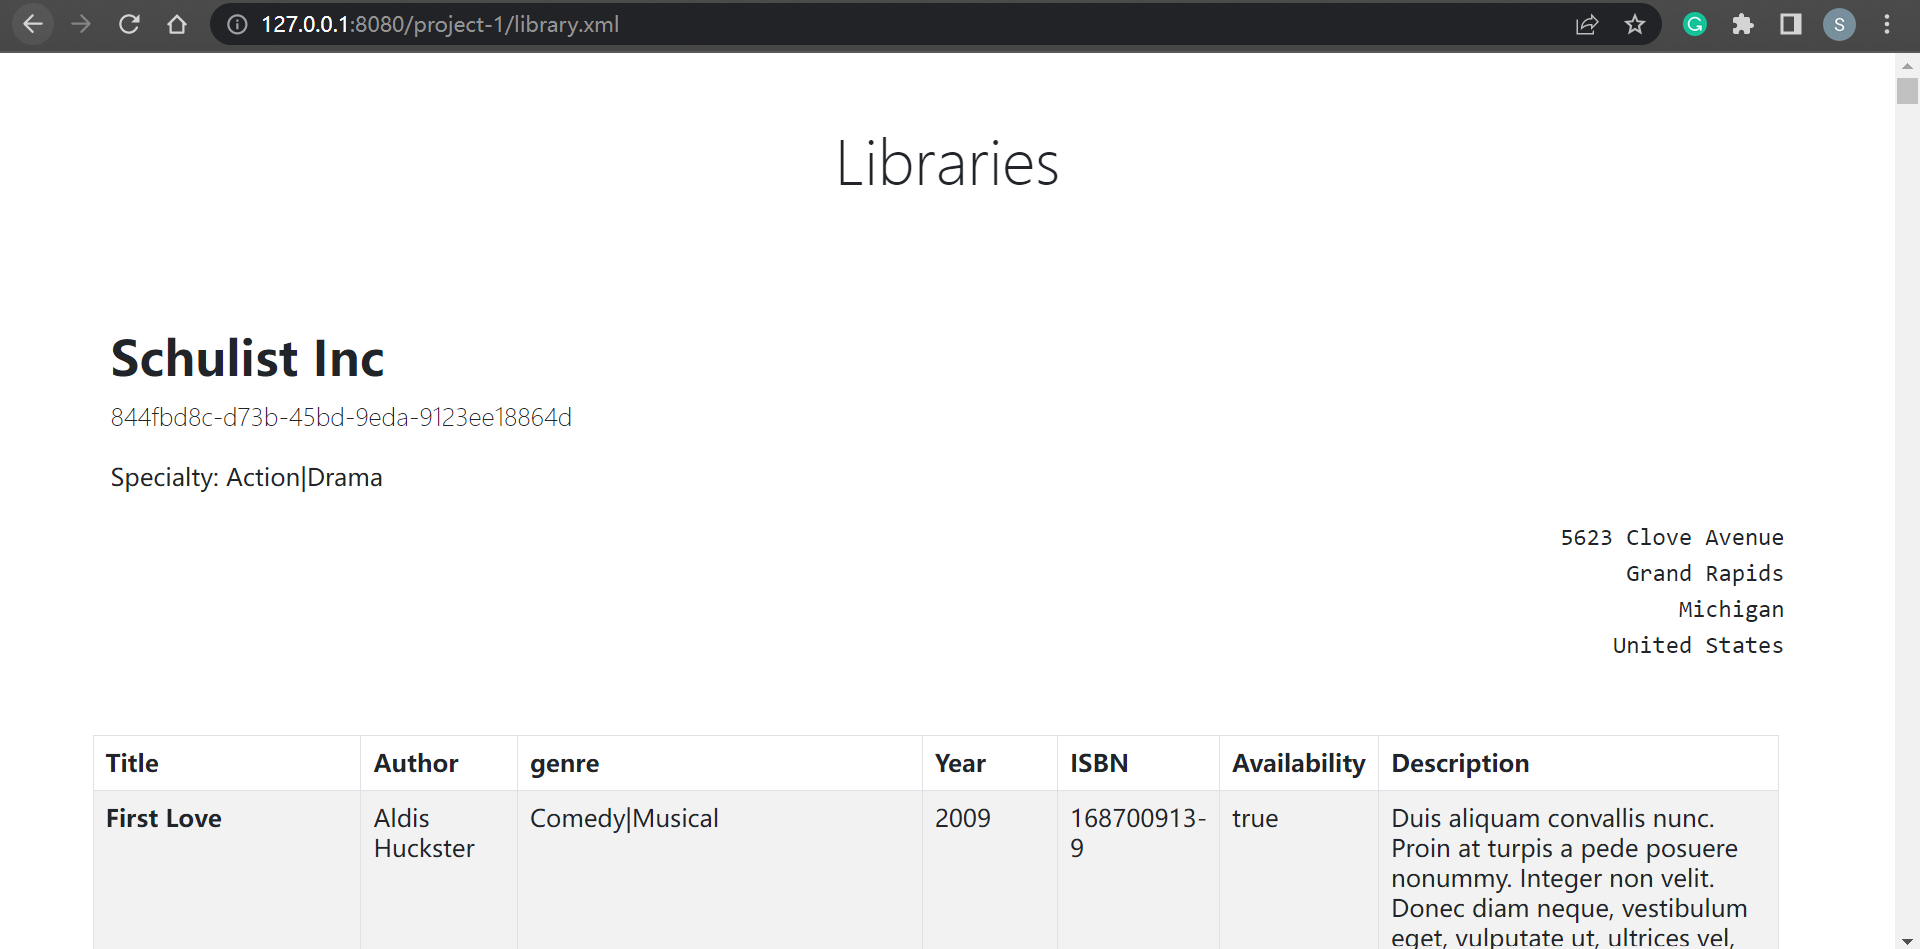 127.0.0.1:8080/project-1/library.xml
S
Libraries
Schulist Inc
844fbd8c-d73b-45bd-9eda-9123ee18864d
Specialty: Action|Drama
5623 Clove Avenue
Grand Rapids
Michigan
United States
Title Author genre Year ISBN Availability Description
First Love Aldis Comedy|Musical 2009 168700913- true Duis aliquam convallis nunc.
Huckster 9 Proin at turpis a pede posuere
nonummy. Integer non velit.
Donec diam neque, vestibulum
eget, vulputate ut, ultrices vel,